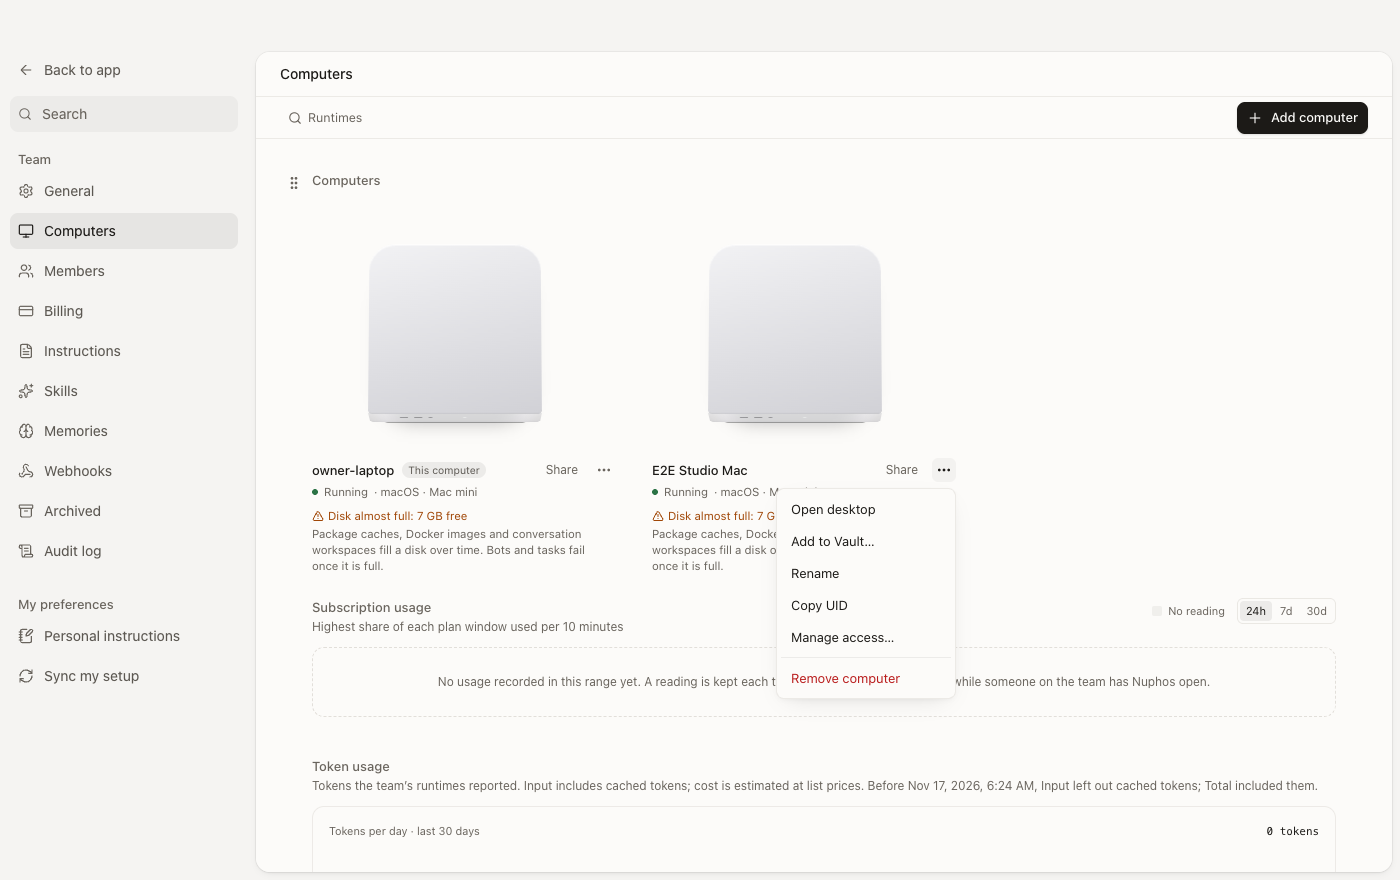 Back to app
Search
Team
General
Computers
Members
Billing
Instructions
Skills
Memories
Webhooks
Archived
Audit log
My preferences
Personal instructions
Sync my setup
Computers
Runtimes
Add computer
Computers
owner-laptop This computer Share
Running · macOS · Mac mini
Disk almost full: 7 GB free
Package caches, Docker images and conversation
workspaces fill a disk over time. Bots and tasks fail
once it is full.
E2E Studio Mac Share
Running · macOS ·
Disk almost full: 7
Package caches,
workspaces fill a disk
once it is full.
Open desktop
Add to Vault...
Rename
Copy UID
Manage access...
Remove computer
Subscription usage
Highest share of each plan window used per 10 minutes
No reading 24h 7d 30d
No usage recorded in this range yet. A reading is kept each while someone on the team has Nuphos open.
Token usage
Tokens the team's runtimes reported. Input includes cached tokens; cost is estimated at list prices. Before Nov 17, 2026, 6:24 AM, Input left out cached tokens; Total included them.
Tokens per day · last 30 days 0 tokens